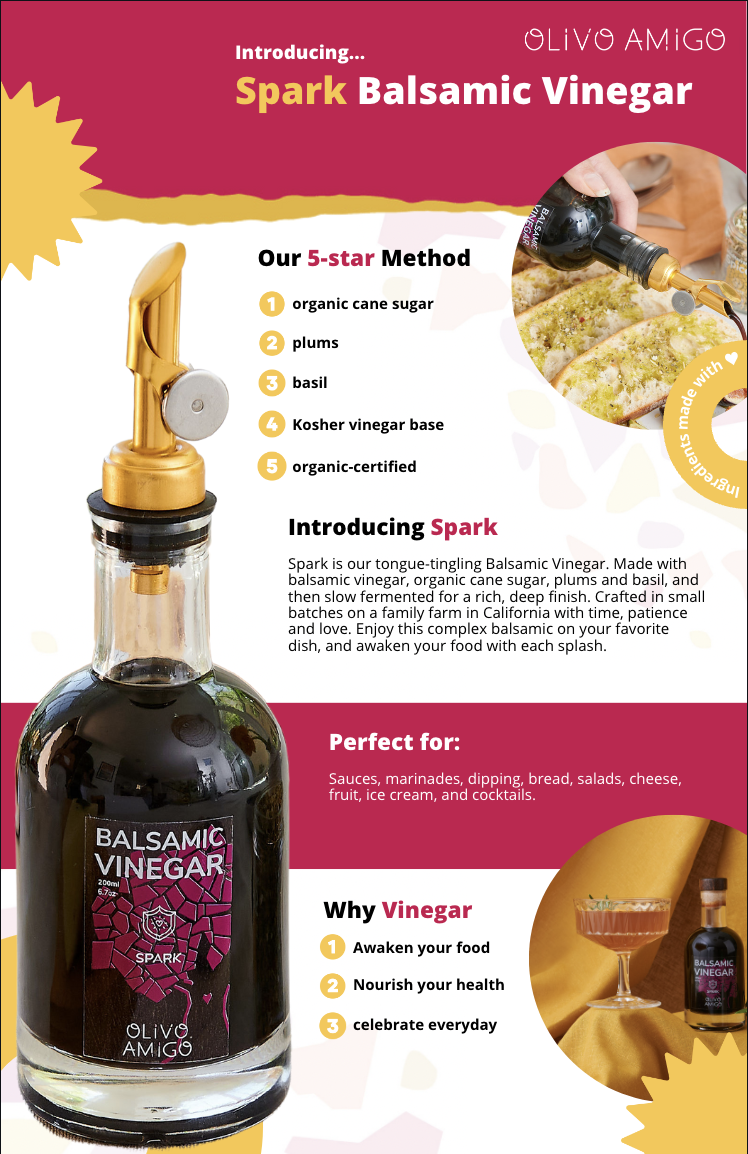 OLIVO AMIGO
Introducing...
Spark Balsamic Vinegar
BALSAMIC
VINEGAR
Our 5-star Method
1 organic cane sugar
2 plums
3 basil
4 Kosher vinegar base
5 organic-certified
Ingredients made with ♥
Introducing Spark
Spark is our tongue-tingling Balsamic Vinegar. Made with
balsamic vinegar, organic cane sugar, plums and basil, and
then slow fermented for a rich, deep finish. Crafted in small
batches on a family farm in California with time, patience
and love. Enjoy this complex balsamic on your favorite
dish, and awaken your food with each splash.
Perfect for:
Sauces, marinades, dipping, bread, salads, cheese,
fruit, ice cream, and cocktails.
BALSAMIC
VINEGAR
200ml
6.7oz
SPARK
OLIVO
AMIGO
Why Vinegar
1 Awaken your food
2 Nourish your health
3 celebrate everyday
BALSAMIC
VINEGAR
SPARK
OLIVO
AMIGO